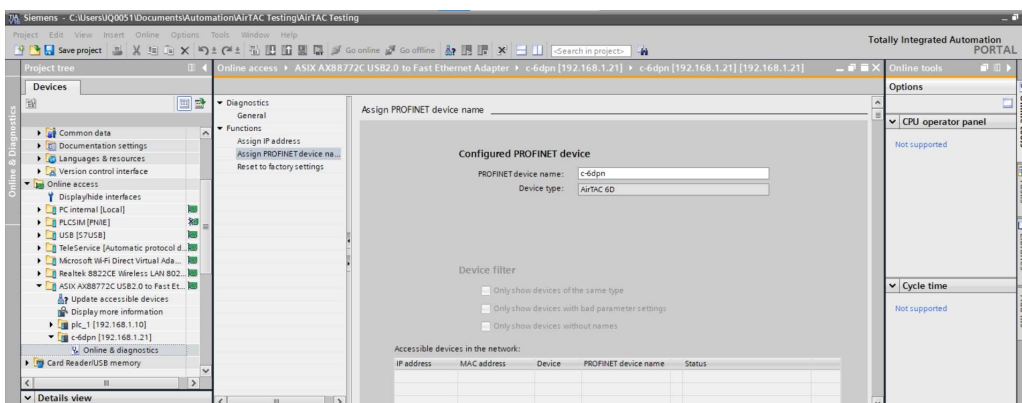 Siemens - C:\Users\UQ0051\Documents\Automation\AirTAC Testing\AirTAC Testing
Project Edit View Insert Online Options Tools Window Help
Save project
Go online Go offline
<Search in project>
Totally Integrated Automation
PORTAL
Project tree
Online access ▸ ASIX AX88772C USB2.0 to Fast Ethernet Adapter ▸ c-6dpn [192.168.1.21] ▸ c-6dpn [192.168.1.21] [192.168.1.21]
Online tools
Devices
Options
Online & Diagnostics
Common data
Documentation settings
Languages & resources
Version control interface
Online access
Display/hide interfaces
PC internal [Local]
PLCSIM [PN/IE]
USB [S7USB]
TeleService [Automatic protocol d...
Microsoft Wi-Fi Direct Virtual Ada...
Realtek 8822CE Wireless LAN 802...
ASIX AX88772C USB2.0 to Fast Et...
Update accessible devices
Display more information
plc_1 [192.168.1.10]
c-6dpn [192.168.1.21]
Online & diagnostics
Card Reader/USB memory
Details view
Diagnostics
General
Functions
Assign IP address
Assign PROFINET device na...
Reset to factory settings
Assign PROFINET device name
Configured PROFINET device
PROFINET device name: c-6dpn
Device type: AirTAC 6D
Device filter
Only show devices of the same type
Only show devices with bad parameter settings
Only show devices without names
Accessible devices in the network:
IP address MAC address Device PROFINET device name Status
CPU operator panel
Not supported
Cycle time
Not supported